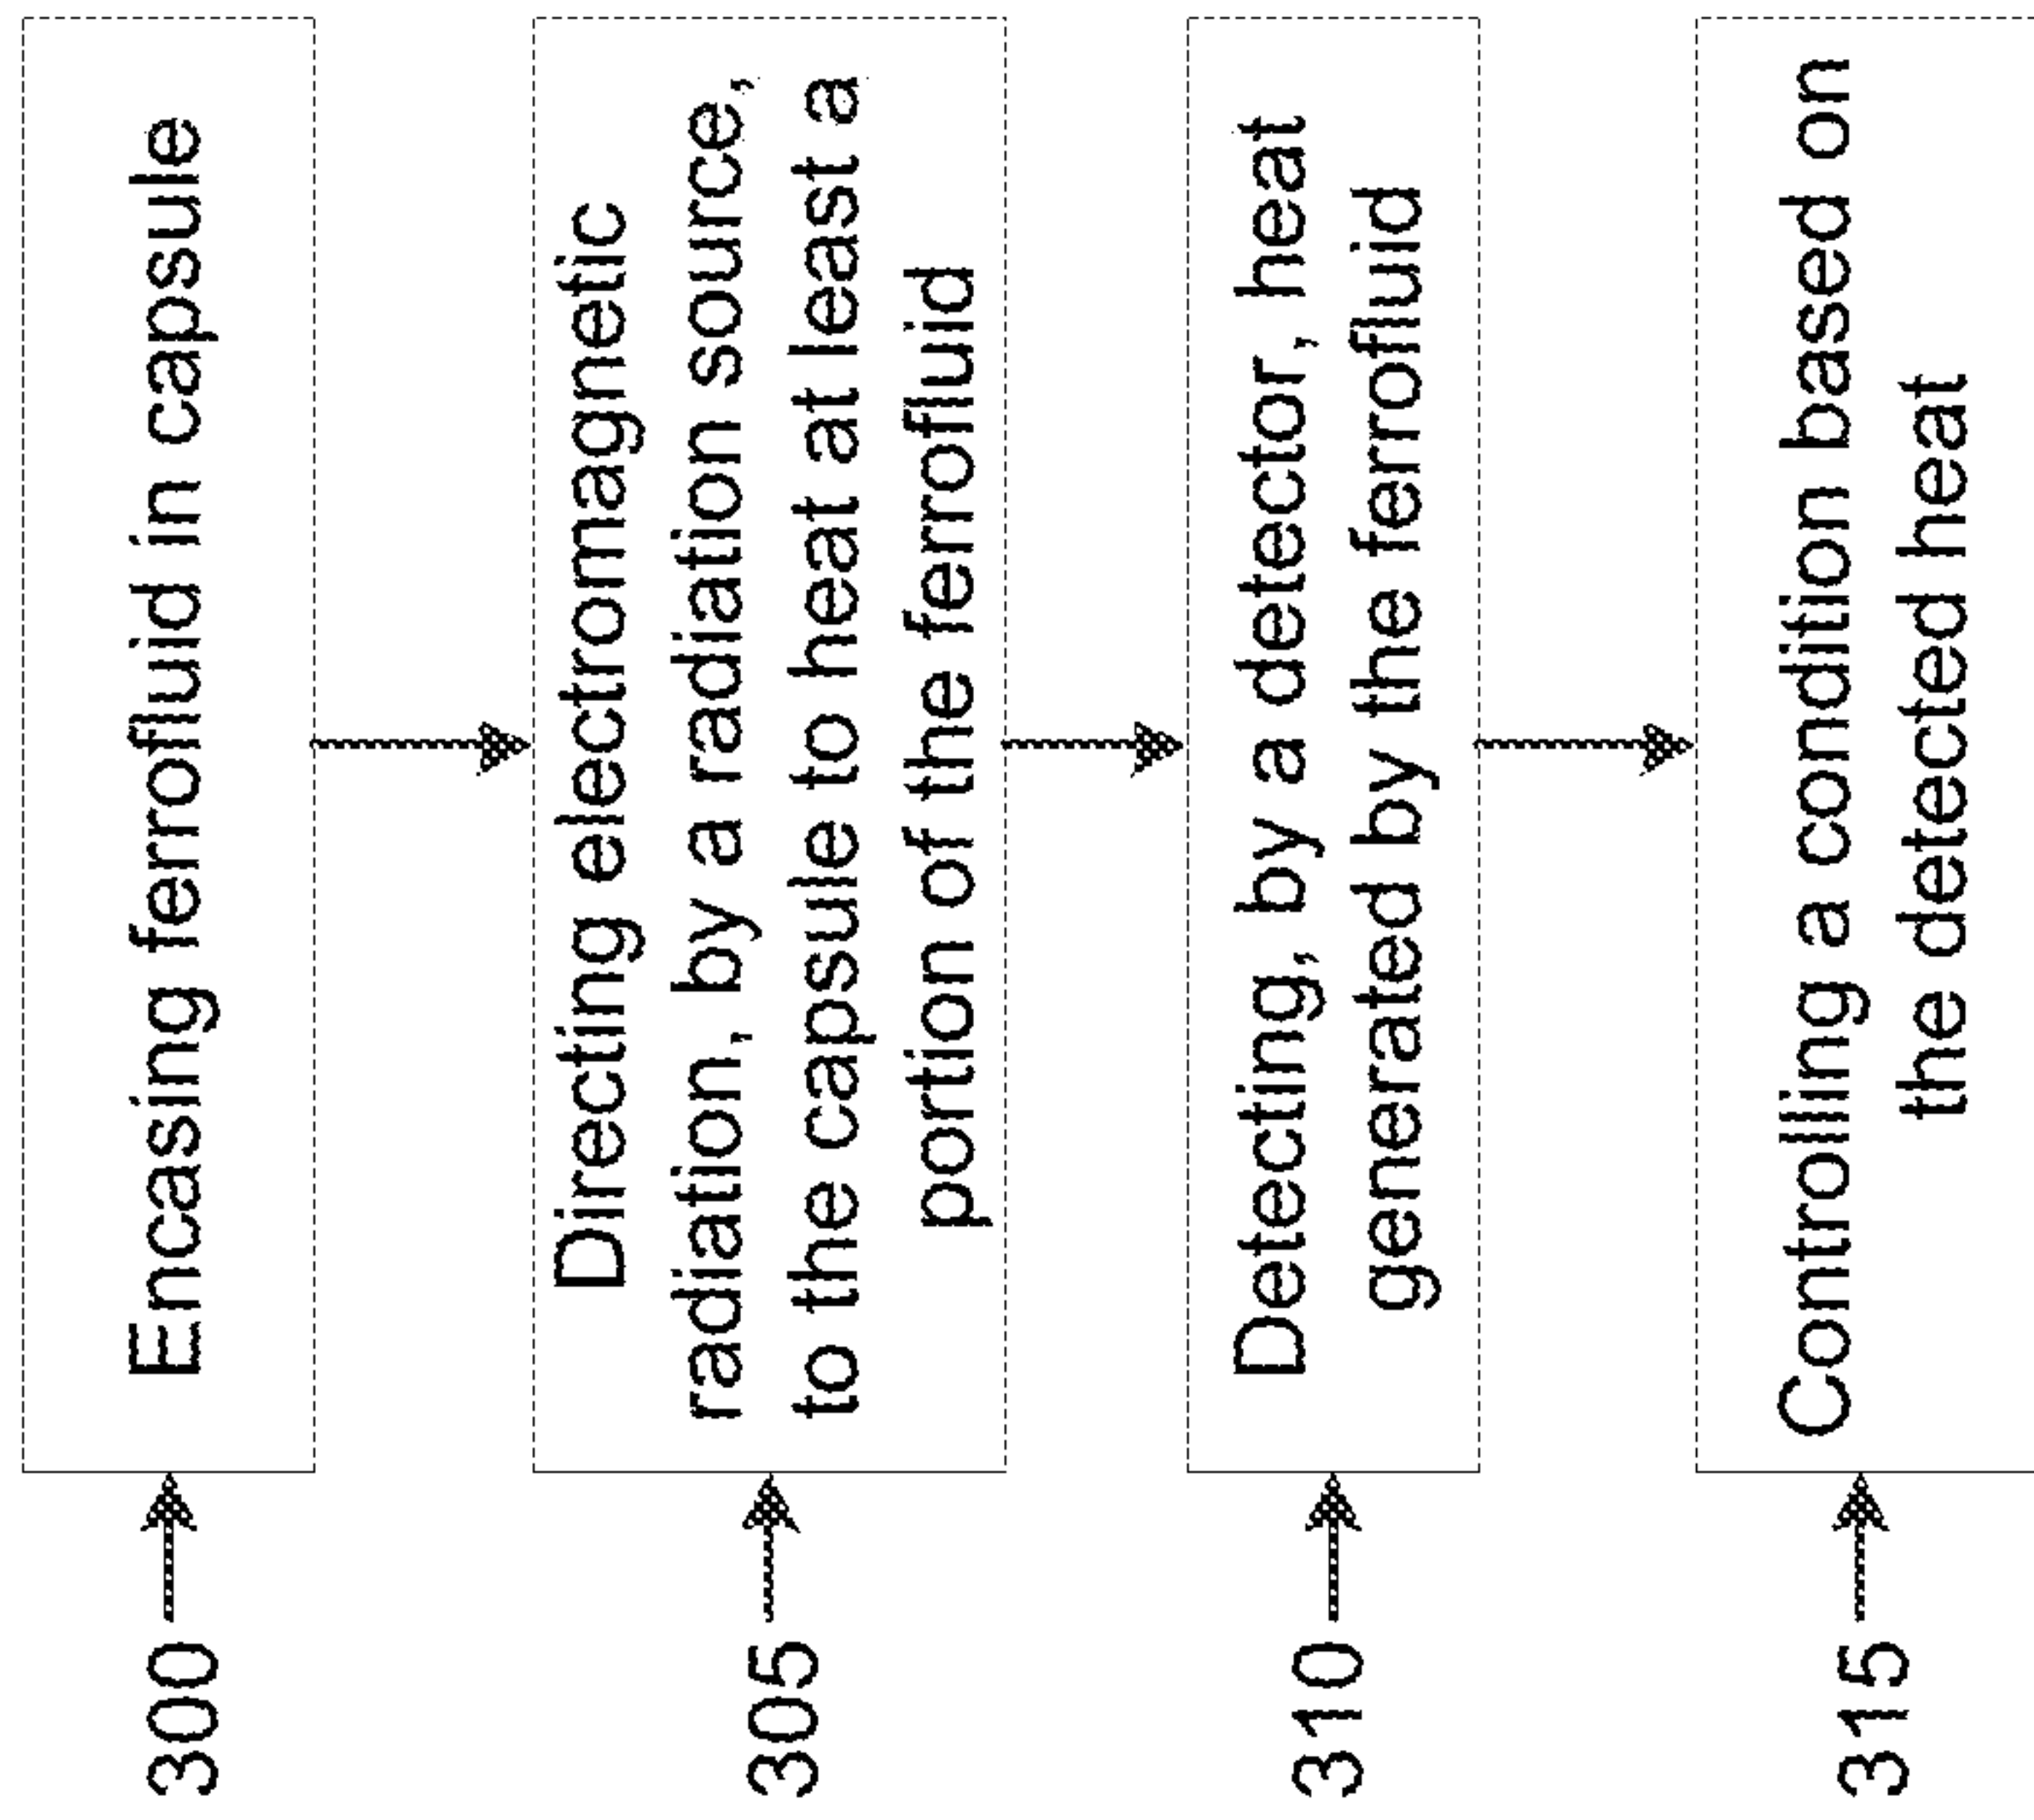 300
Encasing ferrofluid in capsule
305
Directing electromagnetic
radiation, by a radiation source,
to the capsule to heat at least a
portion of the ferrofluid
310
Detecting, by a detector, heat
generated by the ferrofluid
315
Controlling a condition based on
the detected heat